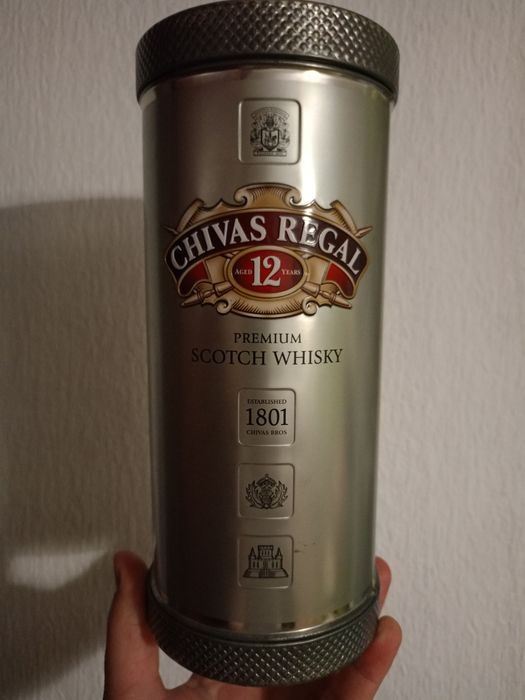 CHIVAS REGAL
AGED 12 YEARS
PREMIUM
SCOTCH WHISKY
ESTABLISHED
1801
CHIVAS BROS